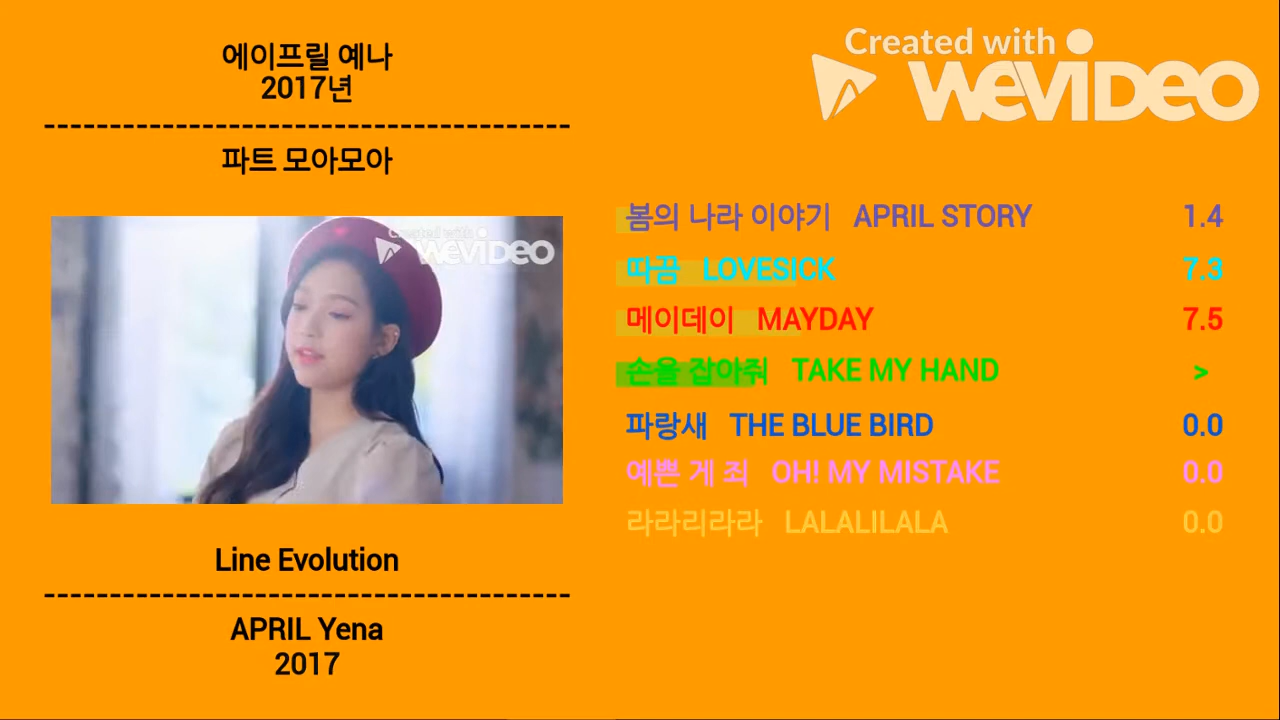 에이프릴 예나
2017년
파트 모아모아
Created with
WEVIDEO
Created with
WEVIDEO
봄의 나라 이야기 APRIL STORY 1.4
따끔 LOVESICK 7.3
메이데이 MAYDAY 7.5
손을 잡아줘 TAKE MY HAND >
파랑새 THE BLUE BIRD 0.0
예쁜 게 죄 OH! MY MISTAKE 0.0
라라리라라 LALALILALA 0.0
Line Evolution
APRIL Yena
2017